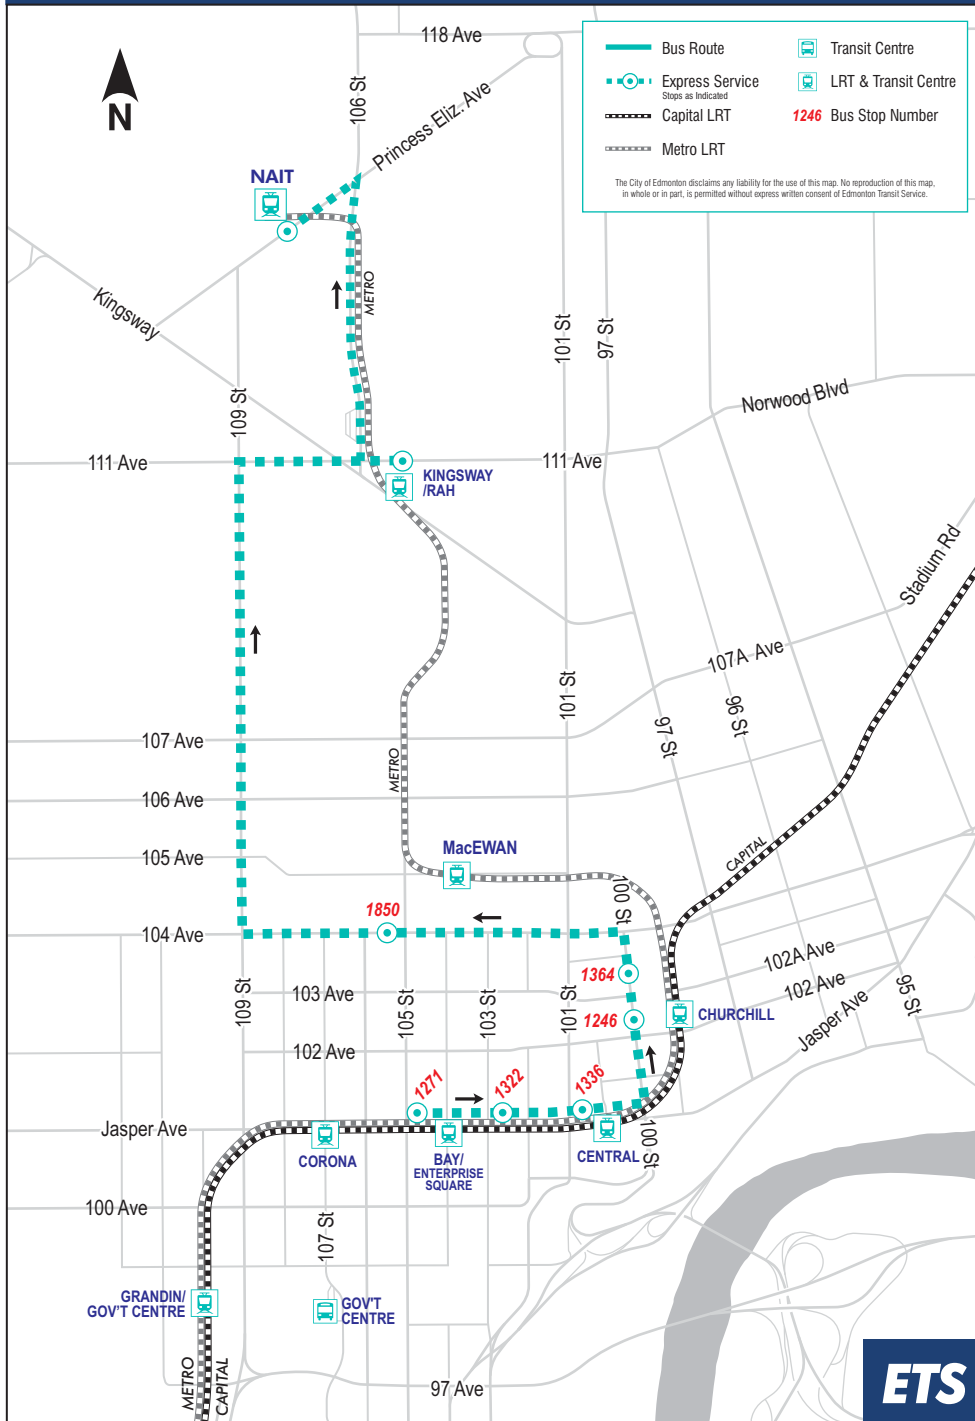 118 Ave
Bus Route
Transit Centre
Express Service
Stops as Indicated
LRT & Transit Centre
Capital LRT
1246 Bus Stop Number
Metro LRT
The City of Edmonton disclaims any liability for the use of this map. No reproduction of this map,
in whole or in part, is permitted without express written consent of Edmonton Transit Service.
N
106 St
Princess Eliz. Ave
NAIT
METRO
Kingsway
101 St
97 St
109 St
Norwood Blvd
111 Ave
111 Ave
KINGSWAY
/RAH
Stadium Rd
107A Ave
101 St
96 St
97 St
107 Ave
METRO
106 Ave
105 Ave
MacEWAN
CAPITAL
100 St
1850
104 Ave
102A Ave
1364
102 Ave
95 St
103 Ave
109 St
105 St
103 St
101 St
1246
CHURCHILL
Jasper Ave
102 Ave
1271
1322
1336
Jasper Ave
CORONA
BAY/
ENTERPRISE
SQUARE
CENTRAL
100 St
100 Ave
107 St
GRANDIN/
GOV'T CENTRE
GOV'T
CENTRE
METRO
CAPITAL
97 Ave
ETS